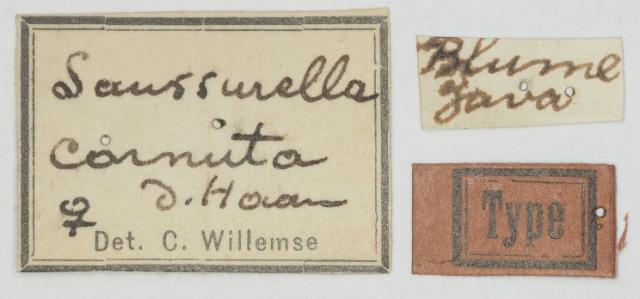 Saussurella
cornuta
♀ D. Haan
Det. C. Willemse
Blume
Java
Type